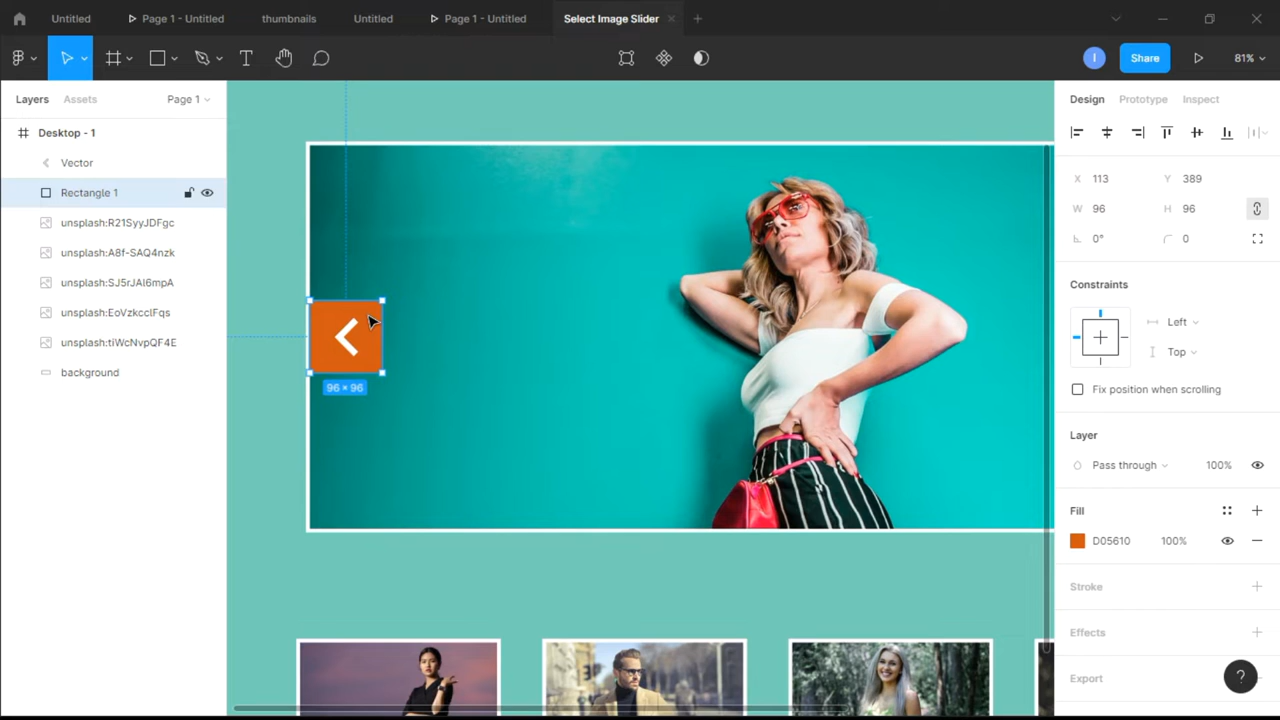 Untitled
Page 1 - Untitled
thumbnails
Untitled
Page 1 - Untitled
Select Image Slider
Share
81%
I
Layers
Assets
Page 1
Desktop - 1
Vector
Rectangle 1
unsplash:R21SyyJDFgc
unsplash:A8f-SAQ4nzk
unsplash:SJ5rJAl6mpA
unsplash:EoVzkcclFqs
unsplash:tiWcNvpQF4E
background
96 × 96
Design
Prototype
Inspect
X 113
Y 389
W 96
H 96
0°
0
Constraints
Left
Top
Fix position when scrolling
Layer
Pass through
100%
Fill
D05610
100%
Stroke
Effects
Export
?